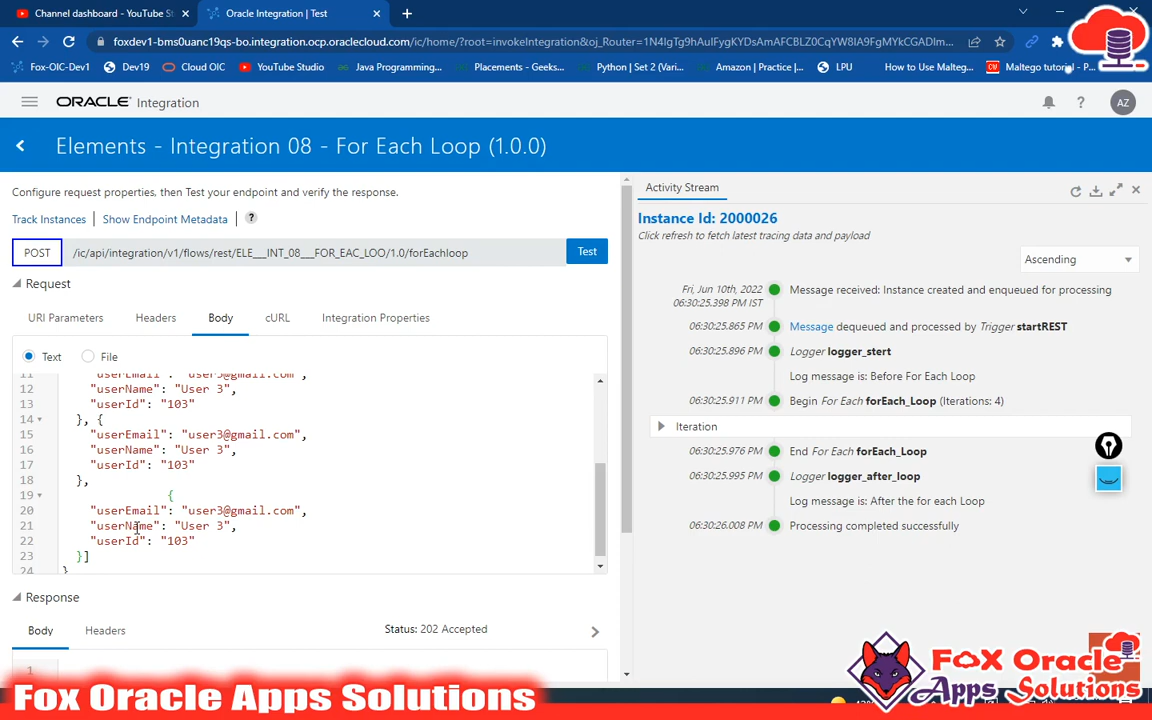 Channel dashboard - YouTube St
Oracle Integration | Test
foxdev1-bms0uanc19qs-bo.integration.ocp.oraclecloud.com/ic/home/?root=invokeIntegration&oj_Router=
Fox-OIC-Dev1 Dev19 Cloud OIC YouTube Studio Java Programming... Placements - Geeks... Python | Set 2 (Vari... Amazon | Practice |... LPU How to Use Malteg... Maltego tutorial - P...
ORACLE Integration
AZ
Elements - Integration 08 - For Each Loop (1.0.0)
Configure request properties, then Test your endpoint and verify the response.
Track Instances Show Endpoint Metadata ?
POST /ic/api/integration/v1/flows/rest/ELE__INT_08__FOR_EAC_LOO/1.0/forEachloop Test
Request
URI Parameters Headers Body cURL Integration Properties
Text File
11 "userEmail": "user3@gmail.com",
12 "userName": "User 3",
13 "userId": "103"
14 }, {
15 "userEmail": "user3@gmail.com",
16 "userName": "User 3",
17 "userId": "103"
18 },
19 {
20 "userEmail": "user3@gmail.com",
21 "userName": "User 3",
22 "userId": "103"
23 }]
24 }
Response
Body Headers Status: 202 Accepted
1
Activity Stream
Instance Id: 2000026
Click refresh to fetch latest tracing data and payload
Ascending
Fri, Jun 10th, 2022
06:30:25.398 PM IST
Message received: Instance created and enqueued for processing
06:30:25.865 PM Message dequeued and processed by Trigger startREST
06:30:25.896 PM Logger logger_stert
Log message is: Before For Each Loop
06:30:25.911 PM Begin For Each forEach_Loop (Iterations: 4)
Iteration
06:30:25.976 PM End For Each forEach_Loop
06:30:25.995 PM Logger logger_after_loop
Log message is: After the for each Loop
06:30:26.008 PM Processing completed successfully
Fox Oracle Apps Solutions
FOX Oracle
Apps Solutions